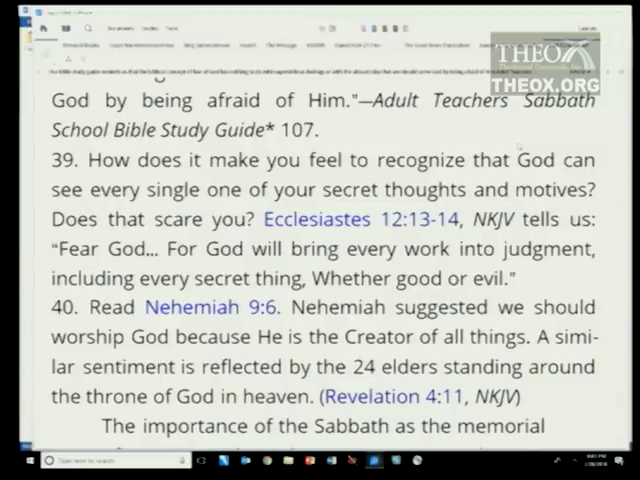 THEOX
THEOX.ORG
God by being afraid of Him."—Adult Teachers Sabbath
School Bible Study Guide* 107.
39. How does it make you feel to recognize that God can
see every single one of your secret thoughts and motives?
Does that scare you? Ecclesiastes 12:13-14, NKJV tells us:
"Fear God... For God will bring every work into judgment,
including every secret thing, Whether good or evil."
40. Read Nehemiah 9:6. Nehemiah suggested we should
worship God because He is the Creator of all things. A simi-
lar sentiment is reflected by the 24 elders standing around
the throne of God in heaven. (Revelation 4:11, NKJV)
The importance of the Sabbath as the memorial
Type here to search